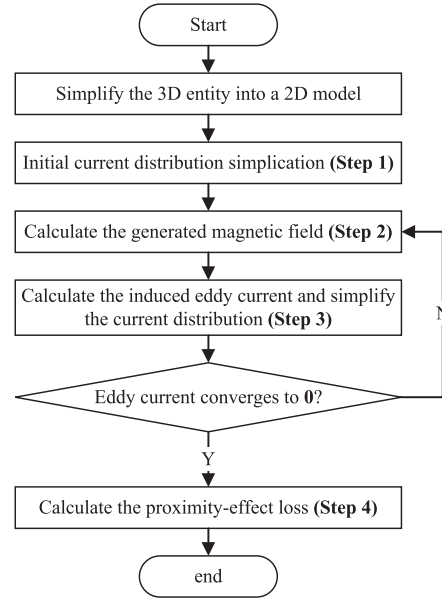 Start
Simplify the 3D entity into a 2D model
Initial current distribution simplication (Step 1)
Calculate the generated magnetic field (Step 2)
Calculate the induced eddy current and simplify
the current distribution (Step 3)
Eddy current converges to 0?
Y
Calculate the proximity-effect loss (Step 4)
end